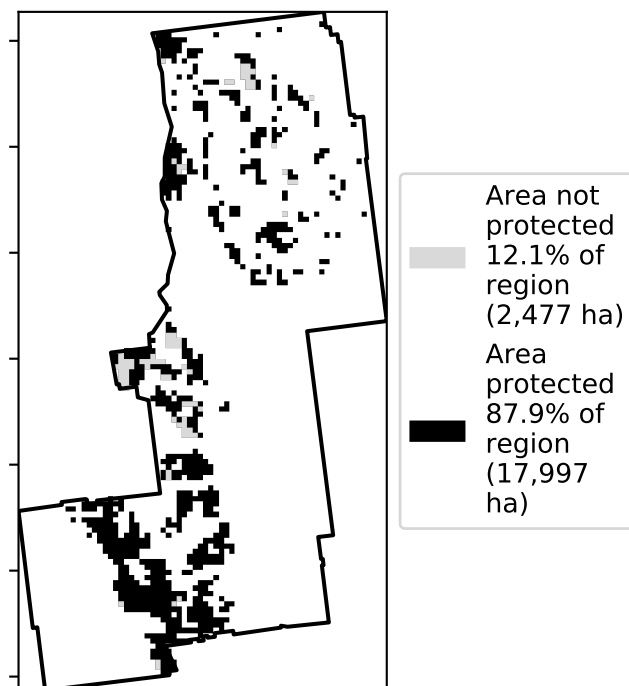 Area not
protected
12.1% of
region
(2,477 ha)
Area
protected
87.9% of
region
(17,997
ha)